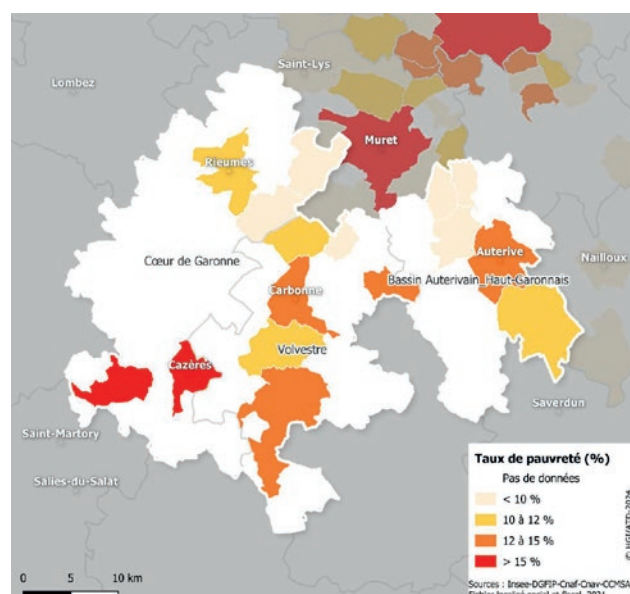 Saint-Lys
Lombez
Muret
Rieumes
Auterive
Cœur de Garonne
Nailloux
Bassin Auterivain Haut-Garonnais
Carbonne
Volvestre
Cazères
Saverdun
Saint-Martory
Salies-du-Salat
Taux de pauvreté (%)
Pas de données
< 10 %
10 à 12 %
12 à 15 %
> 15 %
0 5 10 km
Sources : Insee-DGFIP-Cnaf-Cnav-CCMSA